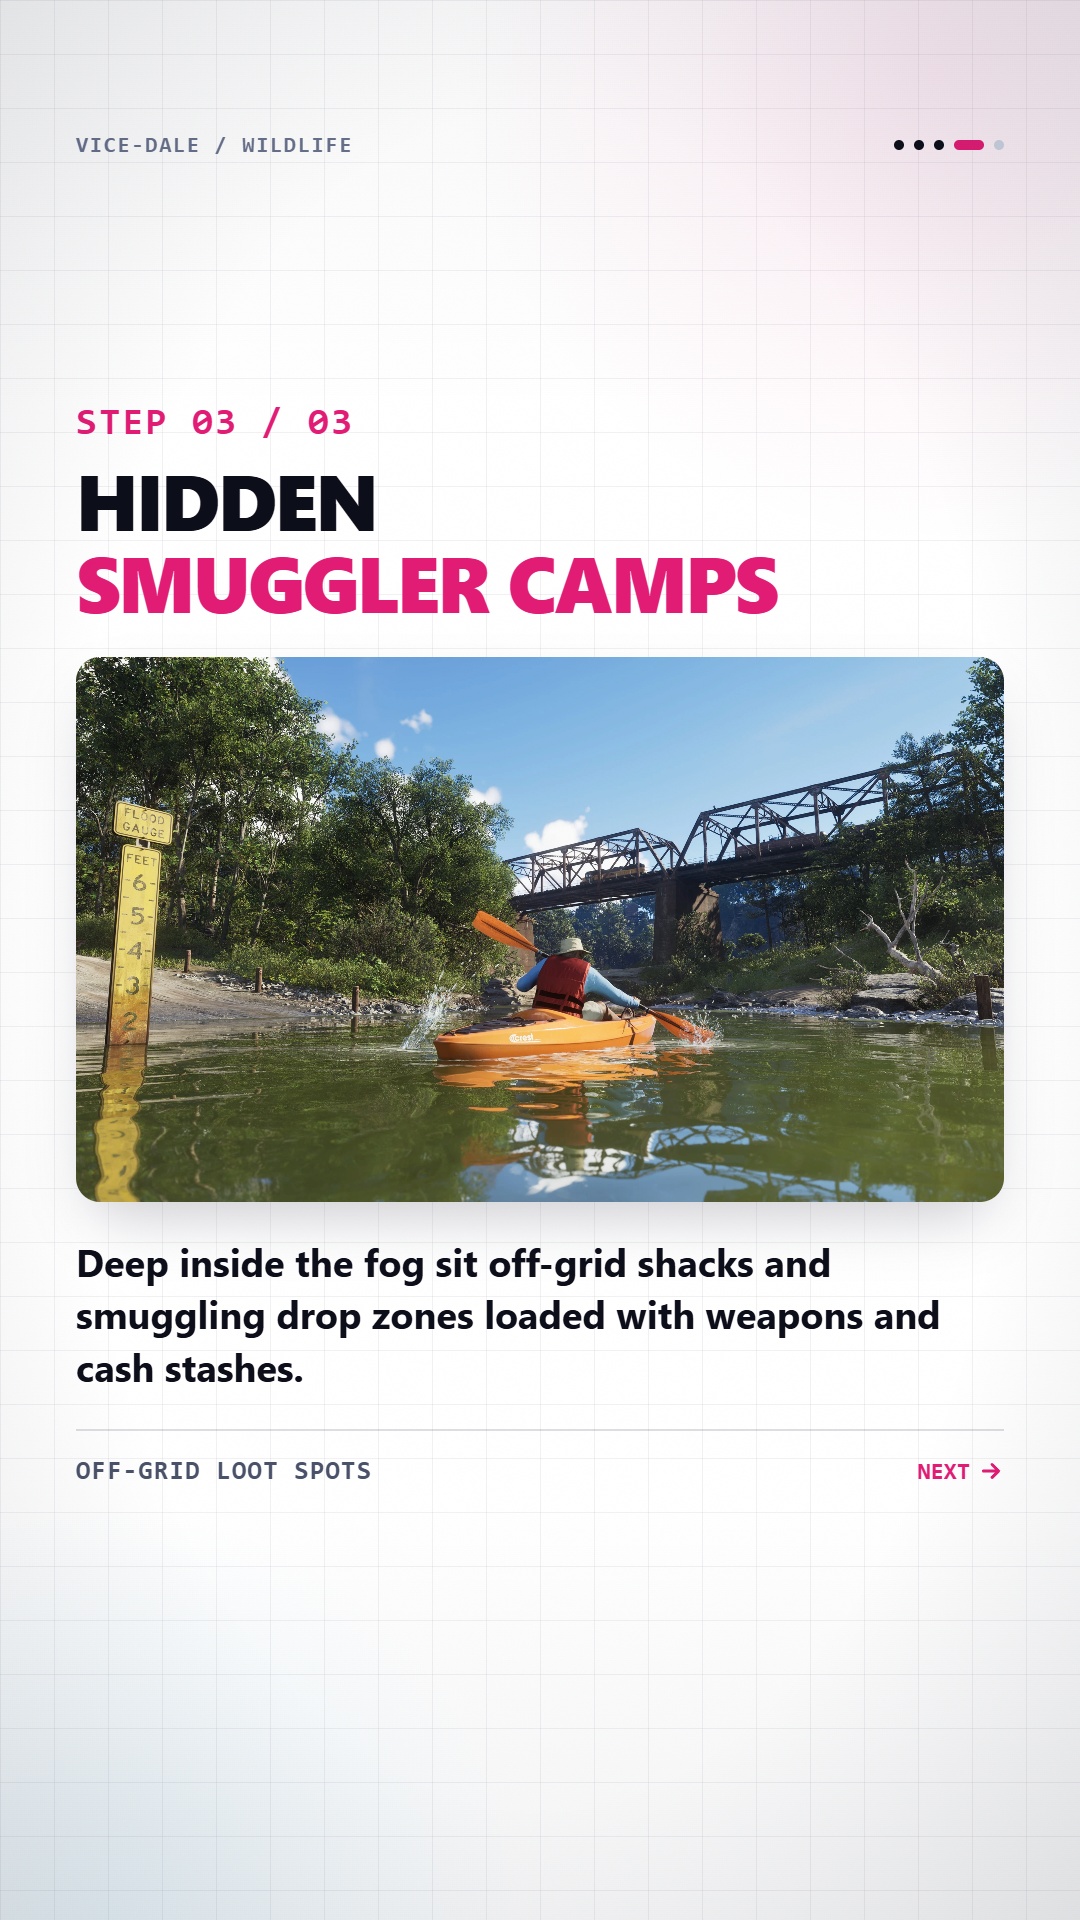 VICE-DALE / WILDLIFE
STEP 03 / 03
HIDDEN
SMUGGLER CAMPS
FLOOD
GAUGE
FEET
6
5
4
3
2
Deep inside the fog sit off-grid shacks and
smuggling drop zones loaded with weapons and
cash stashes.
OFF-GRID LOOT SPOTS
NEXT →